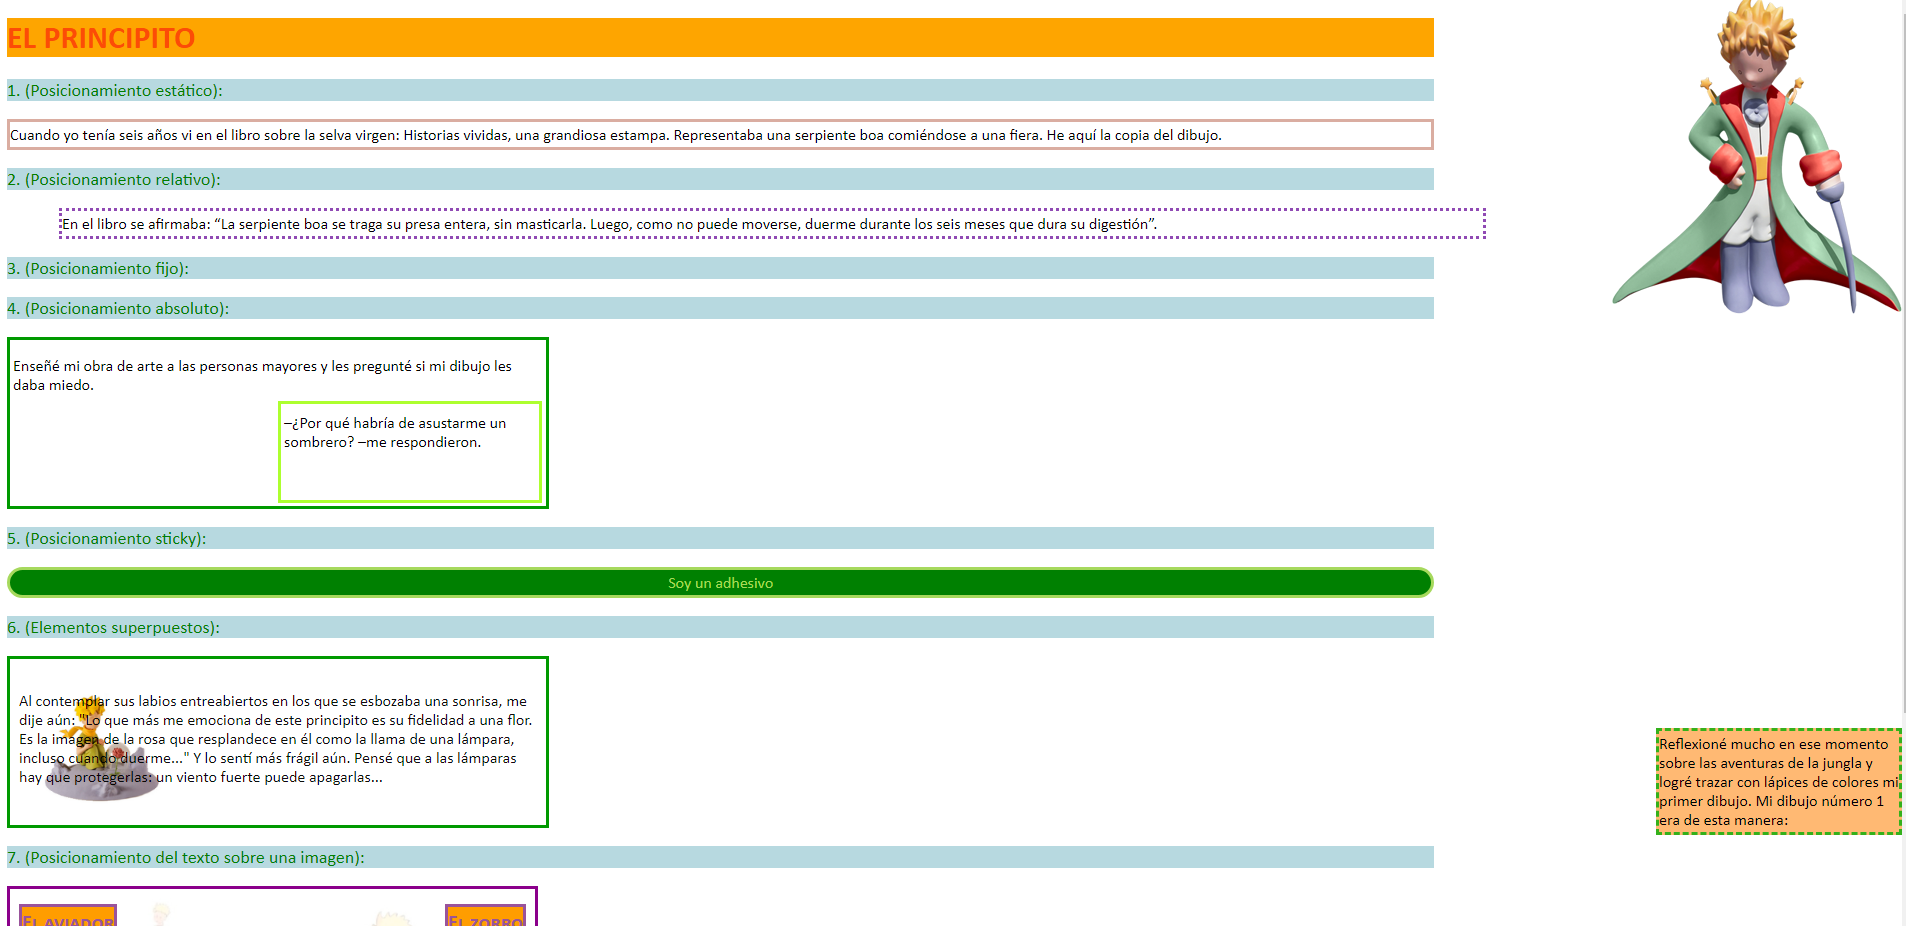 EL PRINCIPITO
1. (Posicionamiento estático):
Cuando yo tenía seis años vi en el libro sobre la selva virgen: Historias vividas, una grandiosa estampa. Representaba una serpiente boa comiéndose a una fiera. He aquí la copia del dibujo.
2. (Posicionamiento relativo):
En el libro se afirmaba: “La serpiente boa se traga su presa entera, sin masticarla. Luego, como no puede moverse, duerme durante los seis meses que dura su digestión”.
3. (Posicionamiento fijo):
4. (Posicionamiento absoluto):
Enseñé mi obra de arte a las personas mayores y les pregunté si mi dibujo les
daba miedo.
–¿Por qué habría de asustarme un
sombrero? –me respondieron.
5. (Posicionamiento sticky):
Soy un adhesivo
6. (Elementos superpuestos):
Al contemplar sus labios entreabiertos en los que se esbozaba una sonrisa, me
dije aún: "Lo que más me emociona de este principito es su fidelidad a una flor.
Es la imagen de la rosa que resplandece en él como la llama de una lámpara,
incluso cuando duerme..." Y lo sentí más frágil aún. Pensé que a las lámparas
hay que protegerlas: un viento fuerte puede apagarlas...
Reflexioné mucho en ese momento
sobre las aventuras de la jungla y
logré trazar con lápices de colores mi
primer dibujo. Mi dibujo número 1
era de esta manera:
7. (Posicionamiento del texto sobre una imagen):
El aviador
El zorro